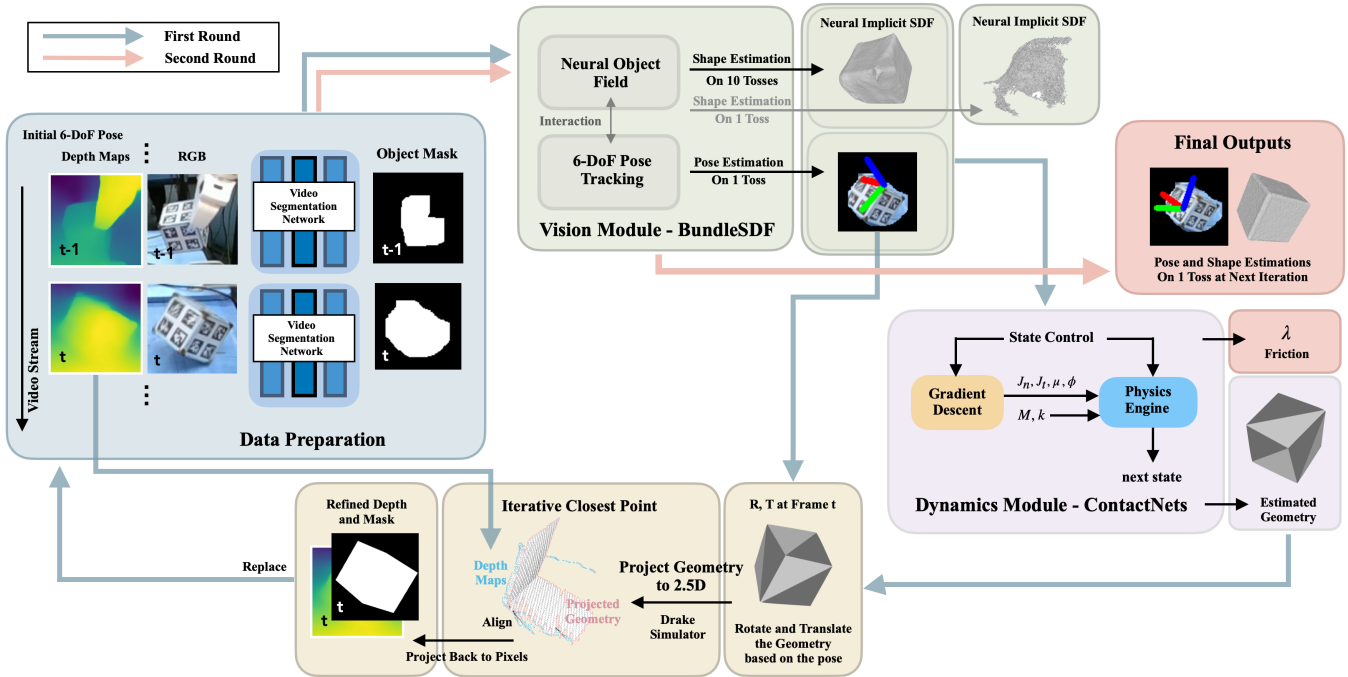 First Round
Second Round
Initial 6-DoF Pose
Depth Maps
RGB
Object Mask
t-1
t-1
Video
Segmentation
Network
t-1
t
t
Video
Segmentation
Network
t
Video Stream
Data Preparation
Neural Object
Field
Interaction
6-DoF Pose
Tracking
Vision Module - BundleSDF
Shape Estimation
On 10 Tosses
Shape Estimation
On 1 Toss
Pose Estimation
On 1 Toss
Neural Implicit SDF
Neural Implicit SDF
Final Outputs
Pose and Shape Estimations
On 1 Toss at Next Iteration
State Control
Gradient
Descent
J_n, J_t, μ, ϕ
M, k
Physics
Engine
next state
Dynamics Module - ContactNets
λ
Friction
Estimated
Geometry
R, T at Frame t
Rotate and Translate
the Geometry
based on the pose
Project Geometry
to 2.5D
Drake
Simulator
Iterative Closest Point
Depth
Maps
Projected
Geometry
Align
Project Back to Pixels
Refined Depth
and Mask
t
t
Replace